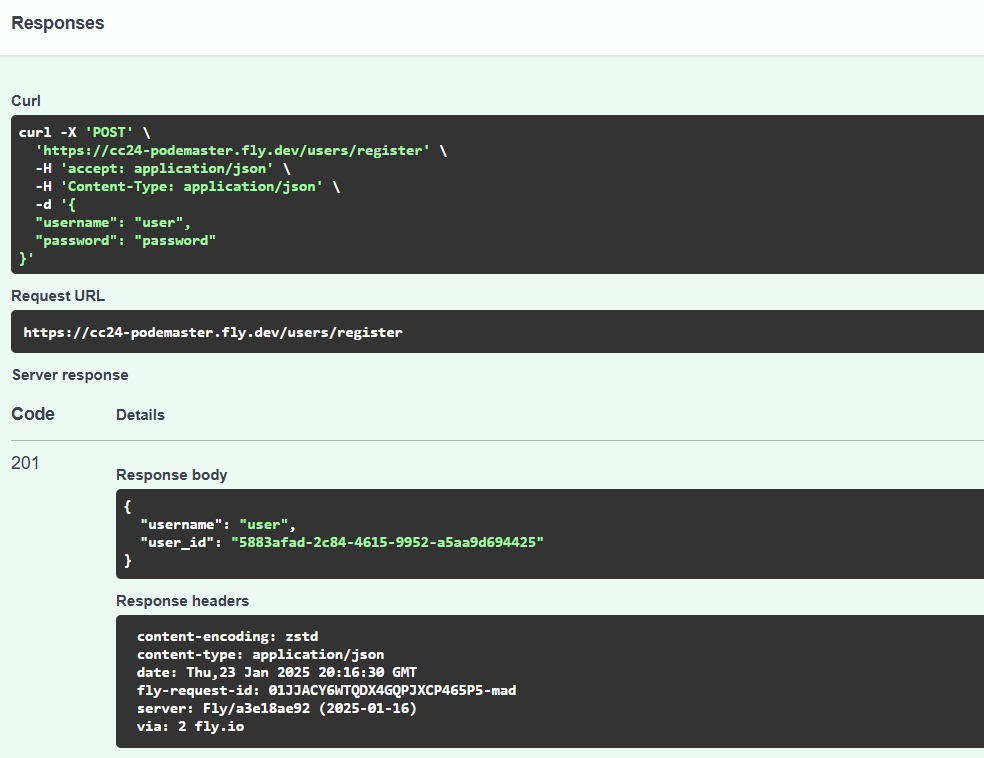 Responses
Curl
curl -X 'POST' \
'https://cc24-podemaster.fly.dev/users/register' \
-H 'accept: application/json' \
-H 'Content-Type: application/json' \
-d '{
"username": "user",
"password": "password"
}'
Request URL
https://cc24-podemaster.fly.dev/users/register
Server response
Code Details
201
Response body
{
"username": "user",
"user_id": "5883afad-2c84-4615-9952-a5aa9d694425"
}
Response headers
content-encoding: zstd
content-type: application/json
date: Thu,23 Jan 2025 20:16:30 GMT
fly-request-id: 01JJACY6WTQDX4GQPJXCP465P5-mad
server: Fly/a3e18ae92 (2025-01-16)
via: 2 fly.io